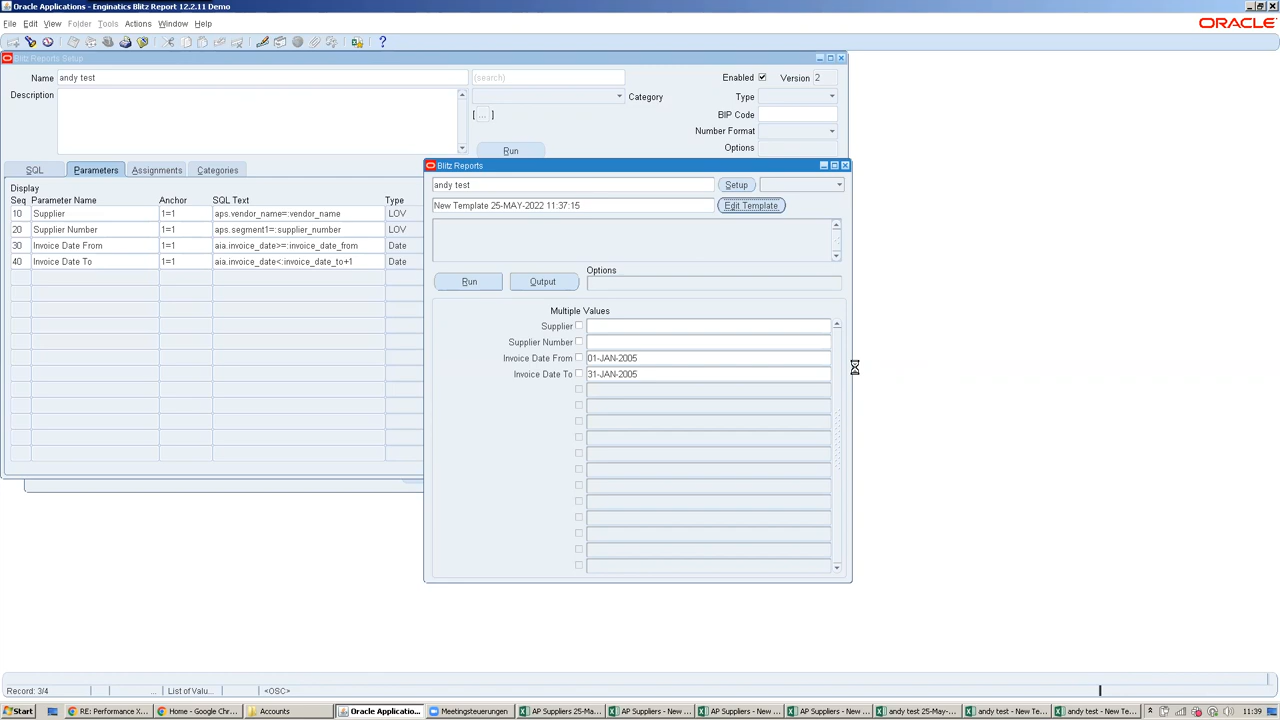 Oracle Applications - Enginatics Blitz Report 12.2.11 Demo
File Edit View Folder Tools Actions Window Help
ORACLE
Blitz Reports Setup
Name andy test (search) Enabled Version 2
Description Category Type
[ ... ] BIP Code
Number Format
Run Options
SQL Parameters Assignments Categories
Display
Seq Parameter Name Anchor SQL Text Type
10 Supplier 1=1 aps.vendor_name=:vendor_name LOV
20 Supplier Number 1=1 aps.segment1=:supplier_number LOV
30 Invoice Date From 1=1 aia.invoice_date>=:invoice_date_from Date
40 Invoice Date To 1=1 aia.invoice_date<:invoice_date_to+1 Date
Blitz Reports
andy test Setup
New Template 25-MAY-2022 11:37:15 Edit Template
Run Output Options
Multiple Values
Supplier
Supplier Number
Invoice Date From 01-JAN-2005
Invoice Date To 31-JAN-2005
Record: 3/4 ... List of Valu... <OSC>
Start RE: Performance X... Home - Google Chr... Accounts Oracle Applicatio... Meetingsteuerungen AP Suppliers 25-Ma... AP Suppliers - New ... AP Suppliers - New ... AP Suppliers - New ... andy test 25-May-... andy test - New Te... andy test - New Te... 11:39